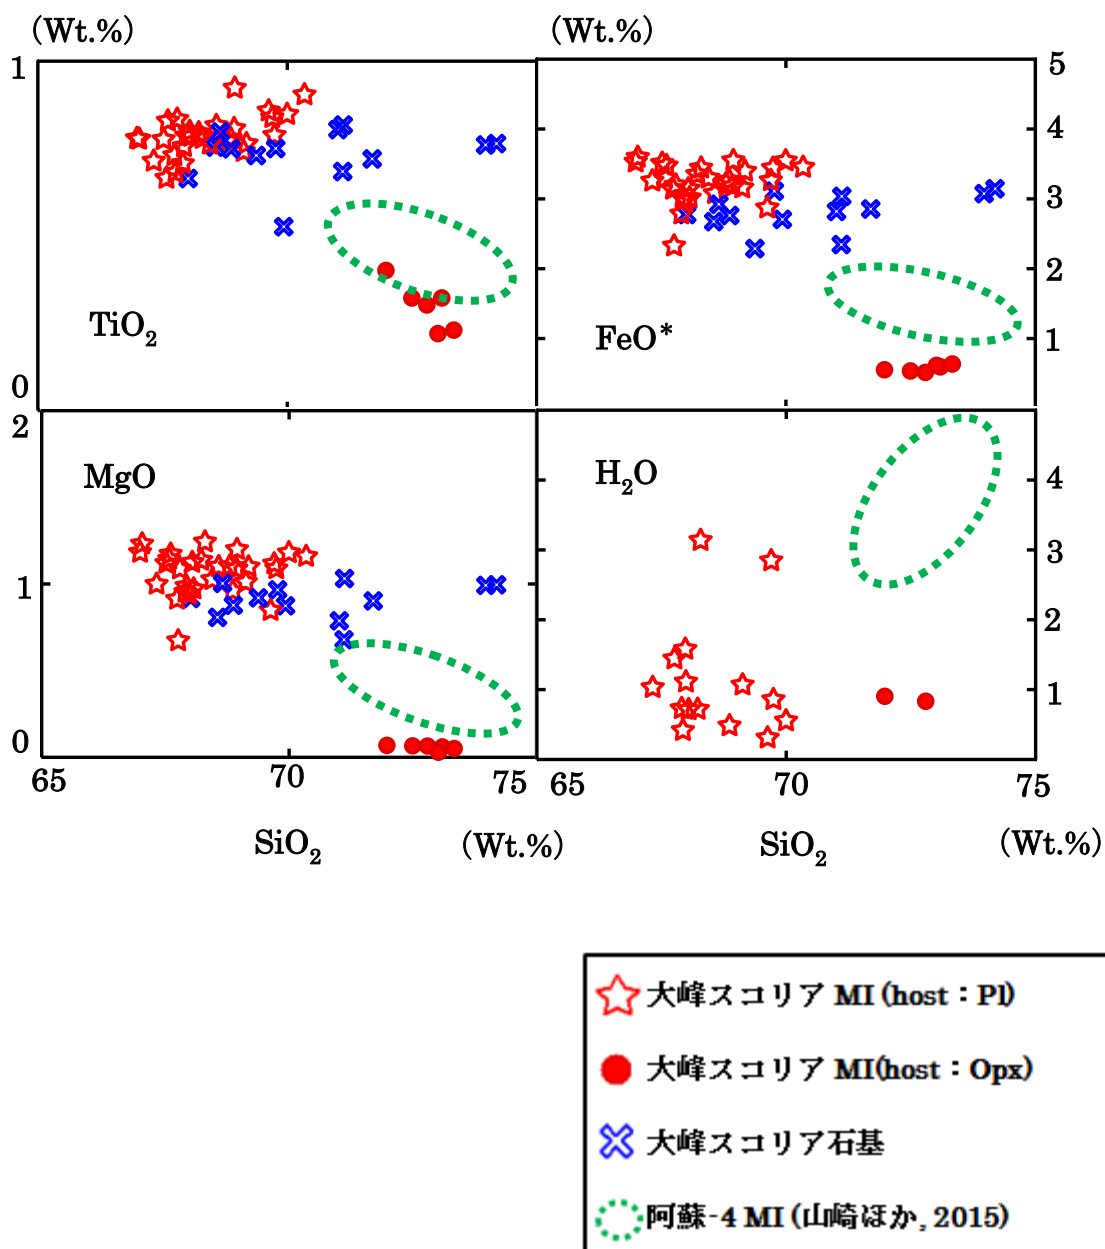 (Wt.%)
(Wt.%)
1
TiO2
0
5
4
3
2
1
FeO*
2
MgO
1
0
H2O
4
3
2
1
65
70
75
65
70
75
SiO2
(Wt.%)
SiO2
(Wt.%)
大峰スコリア MI (host：Pl)
大峰スコリア MI(host：Opx)
大峰スコリア石基
阿蘇-4 MI (山崎ほか, 2015)